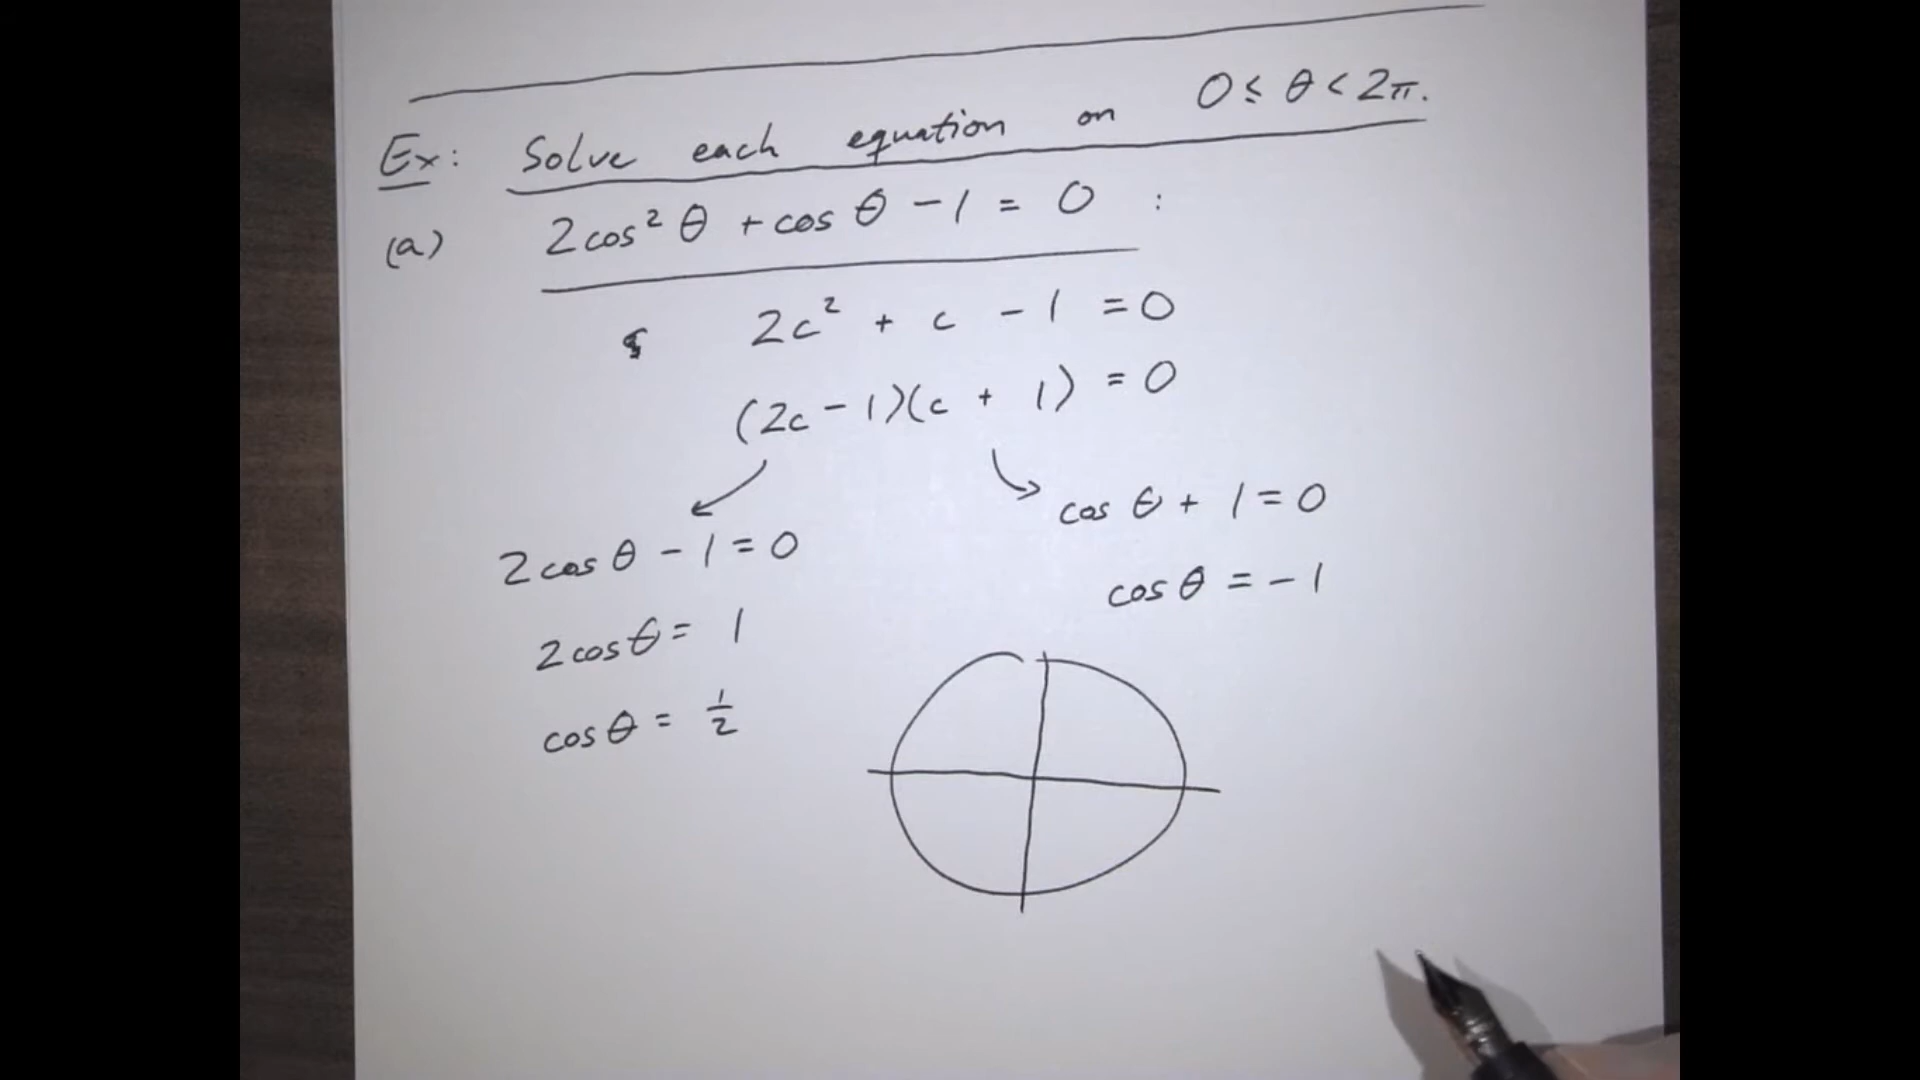 Ex: Solve each equation on 0 ≤ θ < 2π.
(a) 2cos² θ + cos θ - 1 = 0 :
2c² + c - 1 = 0
(2c - 1)(c + 1) = 0
2cos θ - 1 = 0
2cos θ = 1
cos θ = 1/2
cos θ + 1 = 0
cos θ = -1